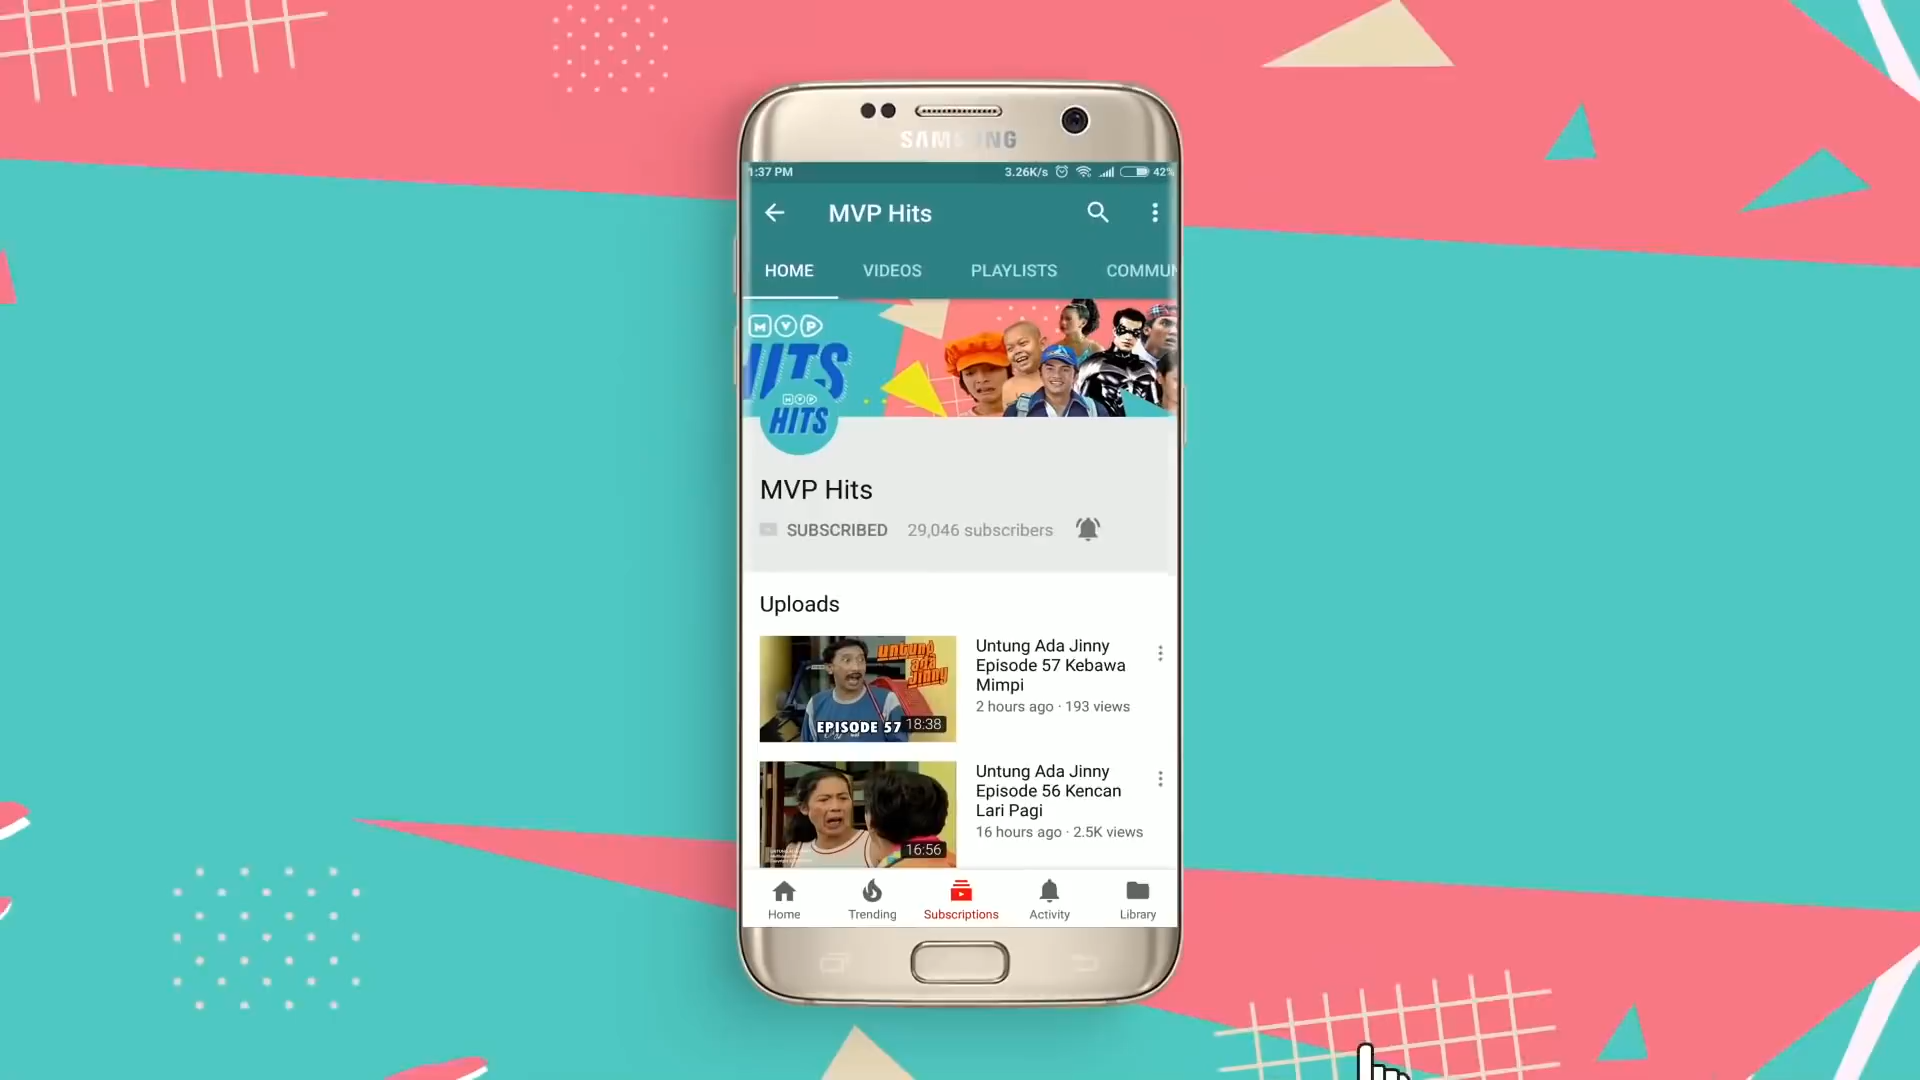 SAMSUNG
1:37 PM 3.26K/s 42%
MVP Hits
HOME VIDEOS PLAYLISTS COMMUN
MVP
HITS
MVP
HITS
MVP Hits
SUBSCRIBED 29,046 subscribers
Uploads
untung
ada
jinny
EPISODE 57 18:38
Untung Ada Jinny
Episode 57 Kebawa
Mimpi
2 hours ago · 193 views
16:56
Untung Ada Jinny
Episode 56 Kencan
Lari Pagi
16 hours ago · 2.5K views
Home Trending Subscriptions Activity Library